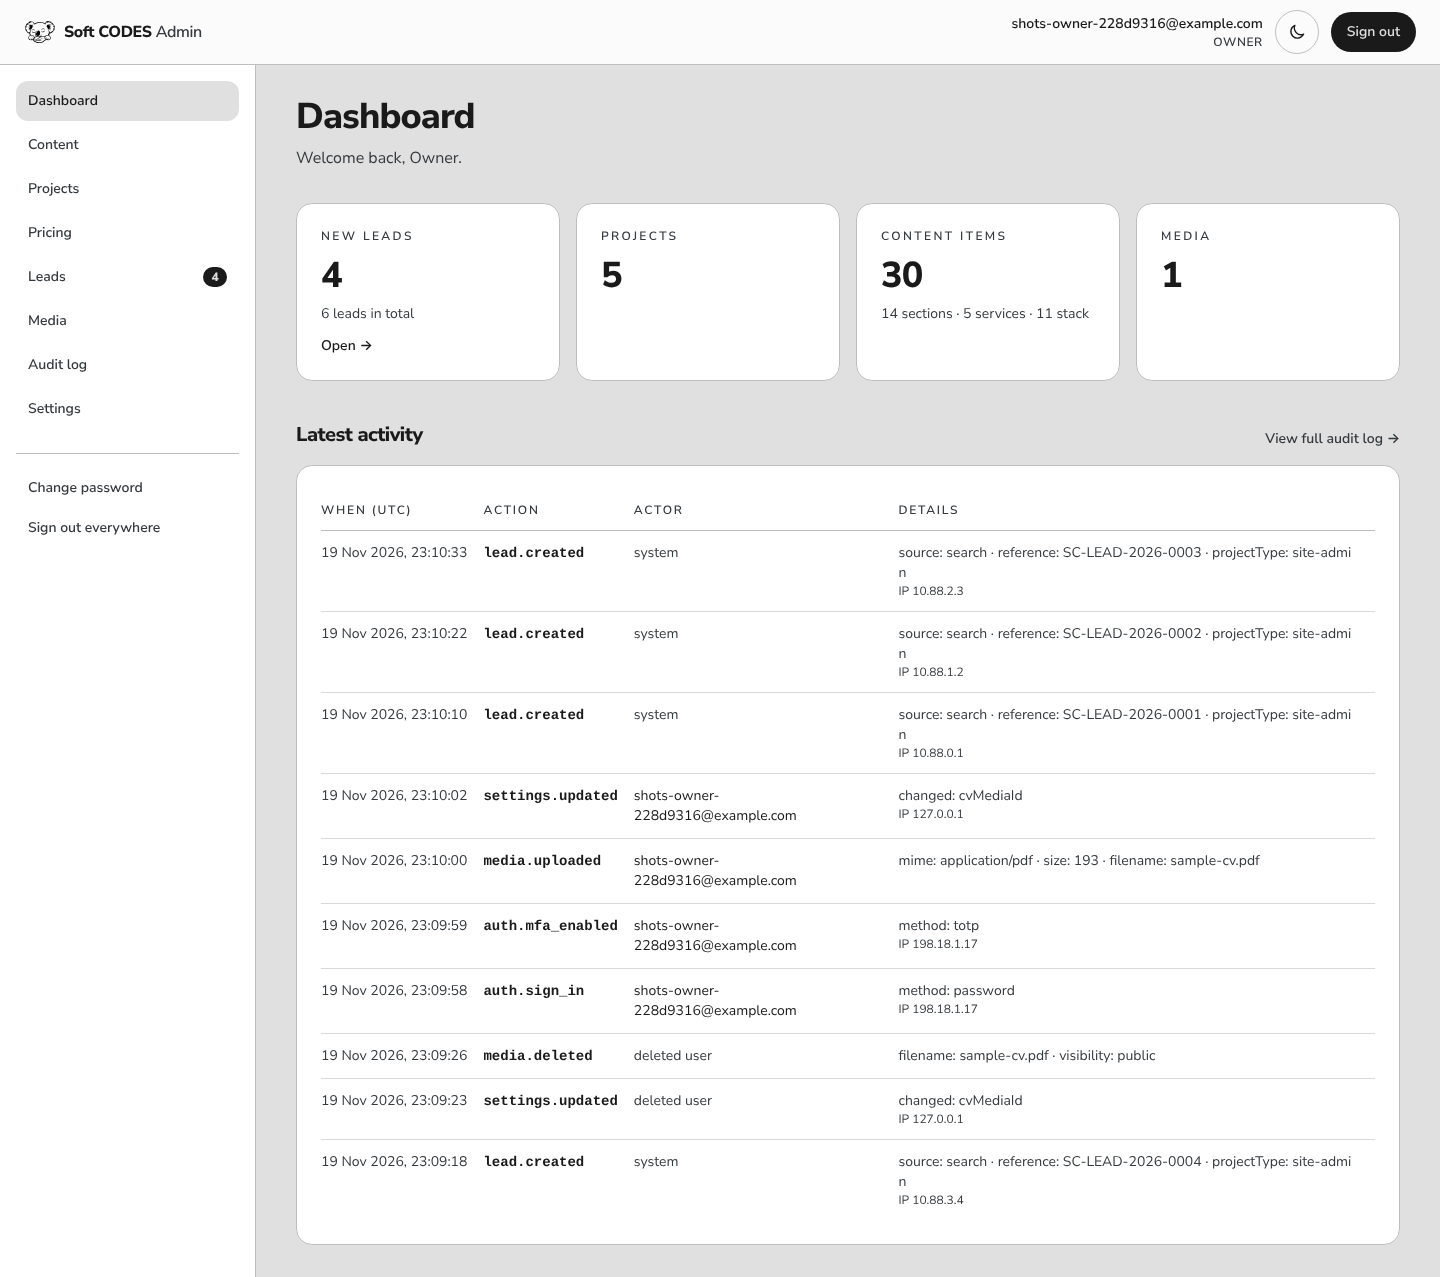 Soft CODES Admin
shots-owner-228d9316@example.com
OWNER
Sign out
Dashboard
Content
Projects
Pricing
Leads 4
Media
Audit log
Settings
Change password
Sign out everywhere
Dashboard
Welcome back, Owner.
NEW LEADS
4
6 leads in total
Open →
PROJECTS
5
CONTENT ITEMS
30
14 sections · 5 services · 11 stack
MEDIA
1
Latest activity
View full audit log →
WHEN (UTC) ACTION ACTOR DETAILS
19 Nov 2026, 23:10:33 lead.created system source: search · reference: SC-LEAD-2026-0003 · projectType: site-admi
n
IP 10.88.2.3
19 Nov 2026, 23:10:22 lead.created system source: search · reference: SC-LEAD-2026-0002 · projectType: site-admi
n
IP 10.88.1.2
19 Nov 2026, 23:10:10 lead.created system source: search · reference: SC-LEAD-2026-0001 · projectType: site-admi
n
IP 10.88.0.1
19 Nov 2026, 23:10:02 settings.updated shots-owner- changed: cvMediaId
228d9316@example.com IP 127.0.0.1
19 Nov 2026, 23:10:00 media.uploaded shots-owner- mime: application/pdf · size: 193 · filename: sample-cv.pdf
228d9316@example.com
19 Nov 2026, 23:09:59 auth.mfa_enabled shots-owner- method: totp
228d9316@example.com IP 198.18.1.17
19 Nov 2026, 23:09:58 auth.sign_in shots-owner- method: password
228d9316@example.com IP 198.18.1.17
19 Nov 2026, 23:09:26 media.deleted deleted user filename: sample-cv.pdf · visibility: public
19 Nov 2026, 23:09:23 settings.updated deleted user changed: cvMediaId
IP 127.0.0.1
19 Nov 2026, 23:09:18 lead.created system source: search · reference: SC-LEAD-2026-0004 · projectType: site-admi
n
IP 10.88.3.4